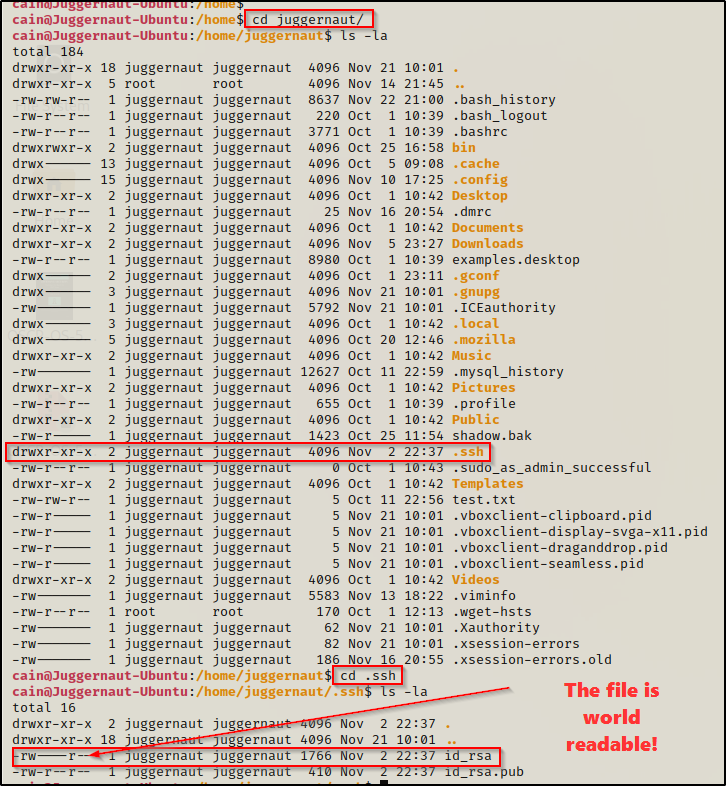 cain@Juggernaut-Ubuntu:/home$
cain@Juggernaut-Ubuntu:/home$ cd juggernaut/
cain@Juggernaut-Ubuntu:/home/juggernaut$ ls -la
total 184
drwxr-xr-x 18 juggernaut juggernaut  4096 Nov 21 10:01 .
drwxr-xr-x  5 root       root        4096 Nov 14 21:45 ..
-rw-rw-r--  1 juggernaut juggernaut  8637 Nov 22 21:00 .bash_history
-rw-r--r--  1 juggernaut juggernaut   220 Oct  1 10:39 .bash_logout
-rw-r--r--  1 juggernaut juggernaut  3771 Oct  1 10:39 .bashrc
drwxrwxr-x  2 juggernaut juggernaut  4096 Oct 25 16:58 bin
drwx------ 13 juggernaut juggernaut  4096 Oct  5 09:08 .cache
drwx------ 15 juggernaut juggernaut  4096 Nov 10 17:25 .config
drwxr-xr-x  2 juggernaut juggernaut  4096 Oct  1 10:42 Desktop
-rw-r--r--  1 juggernaut juggernaut    25 Nov 16 20:54 .dmrc
drwxr-xr-x  2 juggernaut juggernaut  4096 Oct  1 10:42 Documents
drwxr-xr-x  2 juggernaut juggernaut  4096 Nov  5 23:27 Downloads
-rw-r--r--  1 juggernaut juggernaut  8980 Oct  1 10:39 examples.desktop
drwx------  2 juggernaut juggernaut  4096 Oct  1 23:11 .gconf
drwx------  3 juggernaut juggernaut  4096 Nov 21 10:01 .gnupg
-rw-------  1 juggernaut juggernaut  5792 Nov 21 10:01 .ICEauthority
drwx------  3 juggernaut juggernaut  4096 Oct  1 10:42 .local
drwx------  5 juggernaut juggernaut  4096 Oct 20 12:46 .mozilla
drwxr-xr-x  2 juggernaut juggernaut  4096 Oct  1 10:42 Music
-rw-------  1 juggernaut juggernaut 12627 Oct 11 22:59 .mysql_history
drwxr-xr-x  2 juggernaut juggernaut  4096 Oct  1 10:42 Pictures
-rw-r--r--  1 juggernaut juggernaut   655 Oct  1 10:39 .profile
drwxr-xr-x  2 juggernaut juggernaut  4096 Oct  1 10:42 Public
-rw-r-----  1 juggernaut juggernaut  1423 Oct 25 11:54 shadow.bak
drwxr-xr-x  2 juggernaut juggernaut  4096 Nov  2 22:37 .ssh
-rw-r--r--  1 juggernaut juggernaut     0 Oct  1 10:43 .sudo_as_admin_successful
drwxr-xr-x  2 juggernaut juggernaut  4096 Oct  1 10:42 Templates
-rw-rw-r--  1 juggernaut juggernaut     5 Oct 11 22:56 test.txt
-rw-r-----  1 juggernaut juggernaut     5 Nov 21 10:01 .vboxclient-clipboard.pid
-rw-r-----  1 juggernaut juggernaut     5 Nov 21 10:01 .vboxclient-display-svga-x11.pid
-rw-r-----  1 juggernaut juggernaut     5 Nov 21 10:01 .vboxclient-draganddrop.pid
-rw-r-----  1 juggernaut juggernaut     5 Nov 21 10:01 .vboxclient-seamless.pid
drwxr-xr-x  2 juggernaut juggernaut  4096 Oct  1 10:42 Videos
-rw-------  1 juggernaut juggernaut  5583 Nov 13 18:22 .viminfo
-rw-r--r--  1 root       root         170 Oct  1 12:13 .wget-hsts
-rw-------  1 juggernaut juggernaut    62 Nov 21 10:01 .Xauthority
-rw-------  1 juggernaut juggernaut    82 Nov 21 10:01 .xsession-errors
-rw-------  1 juggernaut juggernaut   186 Nov 16 20:55 .xsession-errors.old
cain@Juggernaut-Ubuntu:/home/juggernaut$ cd .ssh
cain@Juggernaut-Ubuntu:/home/juggernaut/.ssh$ ls -la
total 16
drwxr-xr-x  2 juggernaut juggernaut 4096 Nov  2 22:37 .
drwxr-xr-x 18 juggernaut juggernaut 4096 Nov 21 10:01 ..
-rw----r--  1 juggernaut juggernaut 1766 Nov  2 22:37 id_rsa
-rw-r--r--  1 juggernaut juggernaut  410 Nov  2 22:37 id_rsa.pub
The file is
world
readable!